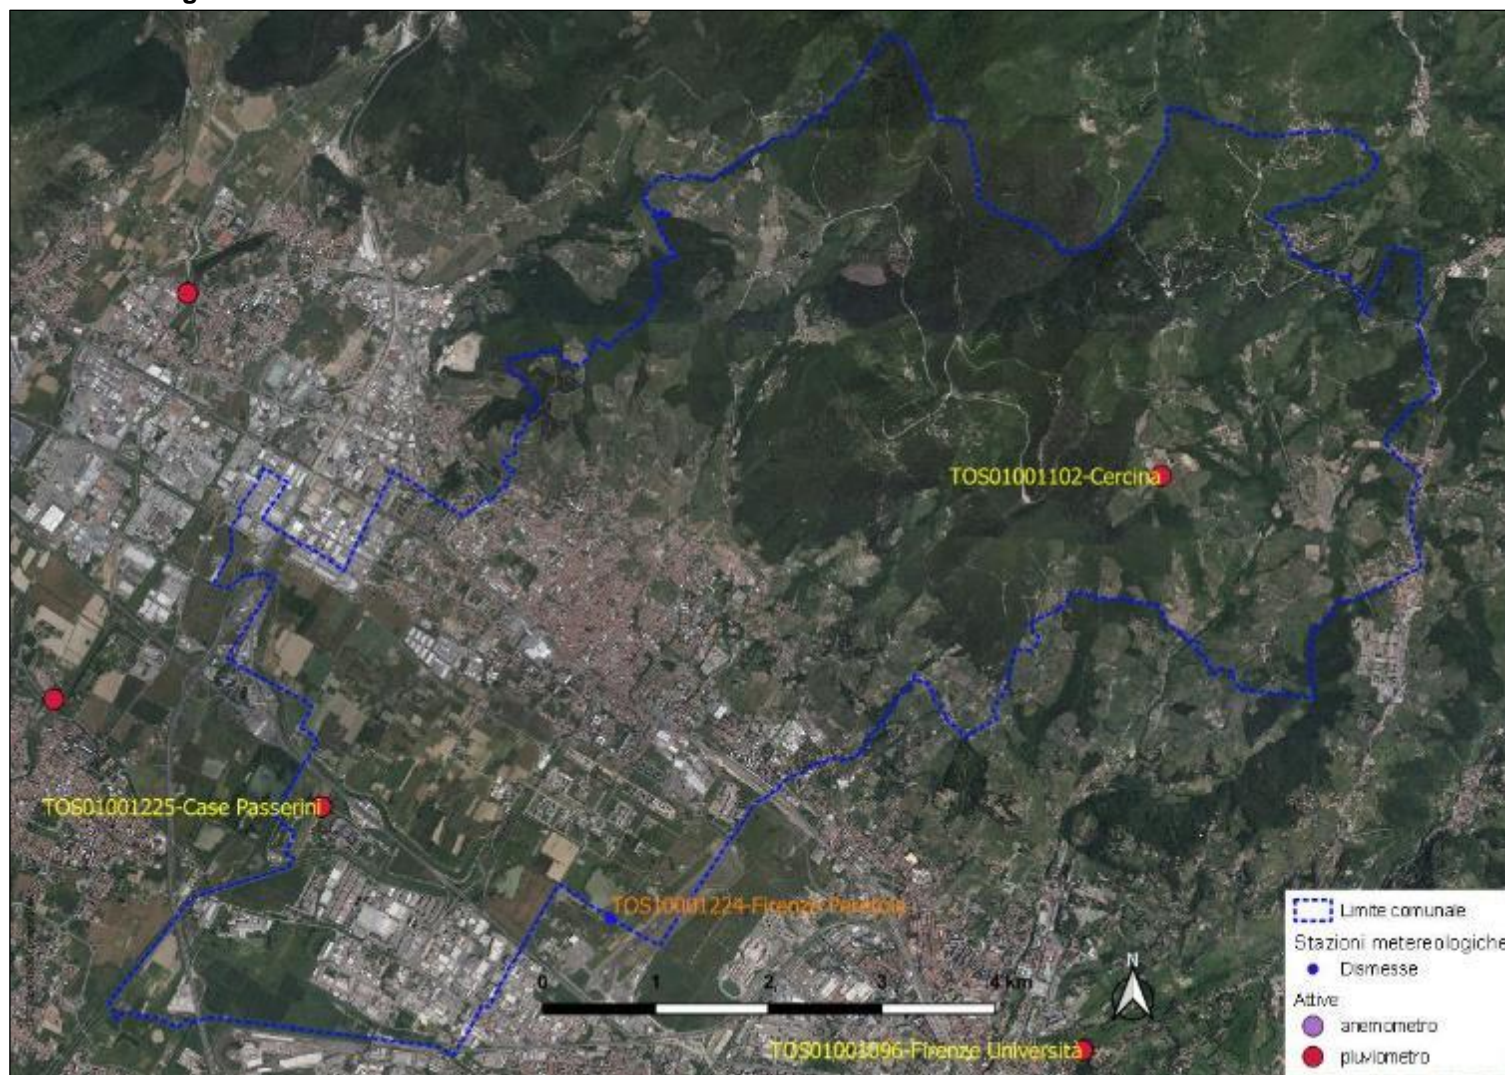 TOS01001102-Cercina
TOS01001225-Case Passerini
TOS10001224-Firenze Peretola
TOS01001096-Firenze Università
0 1 2 3 4 km
N
Limite comunale
Stazioni metereologiche
Dismesse
Attive
anemometro
pluviometro